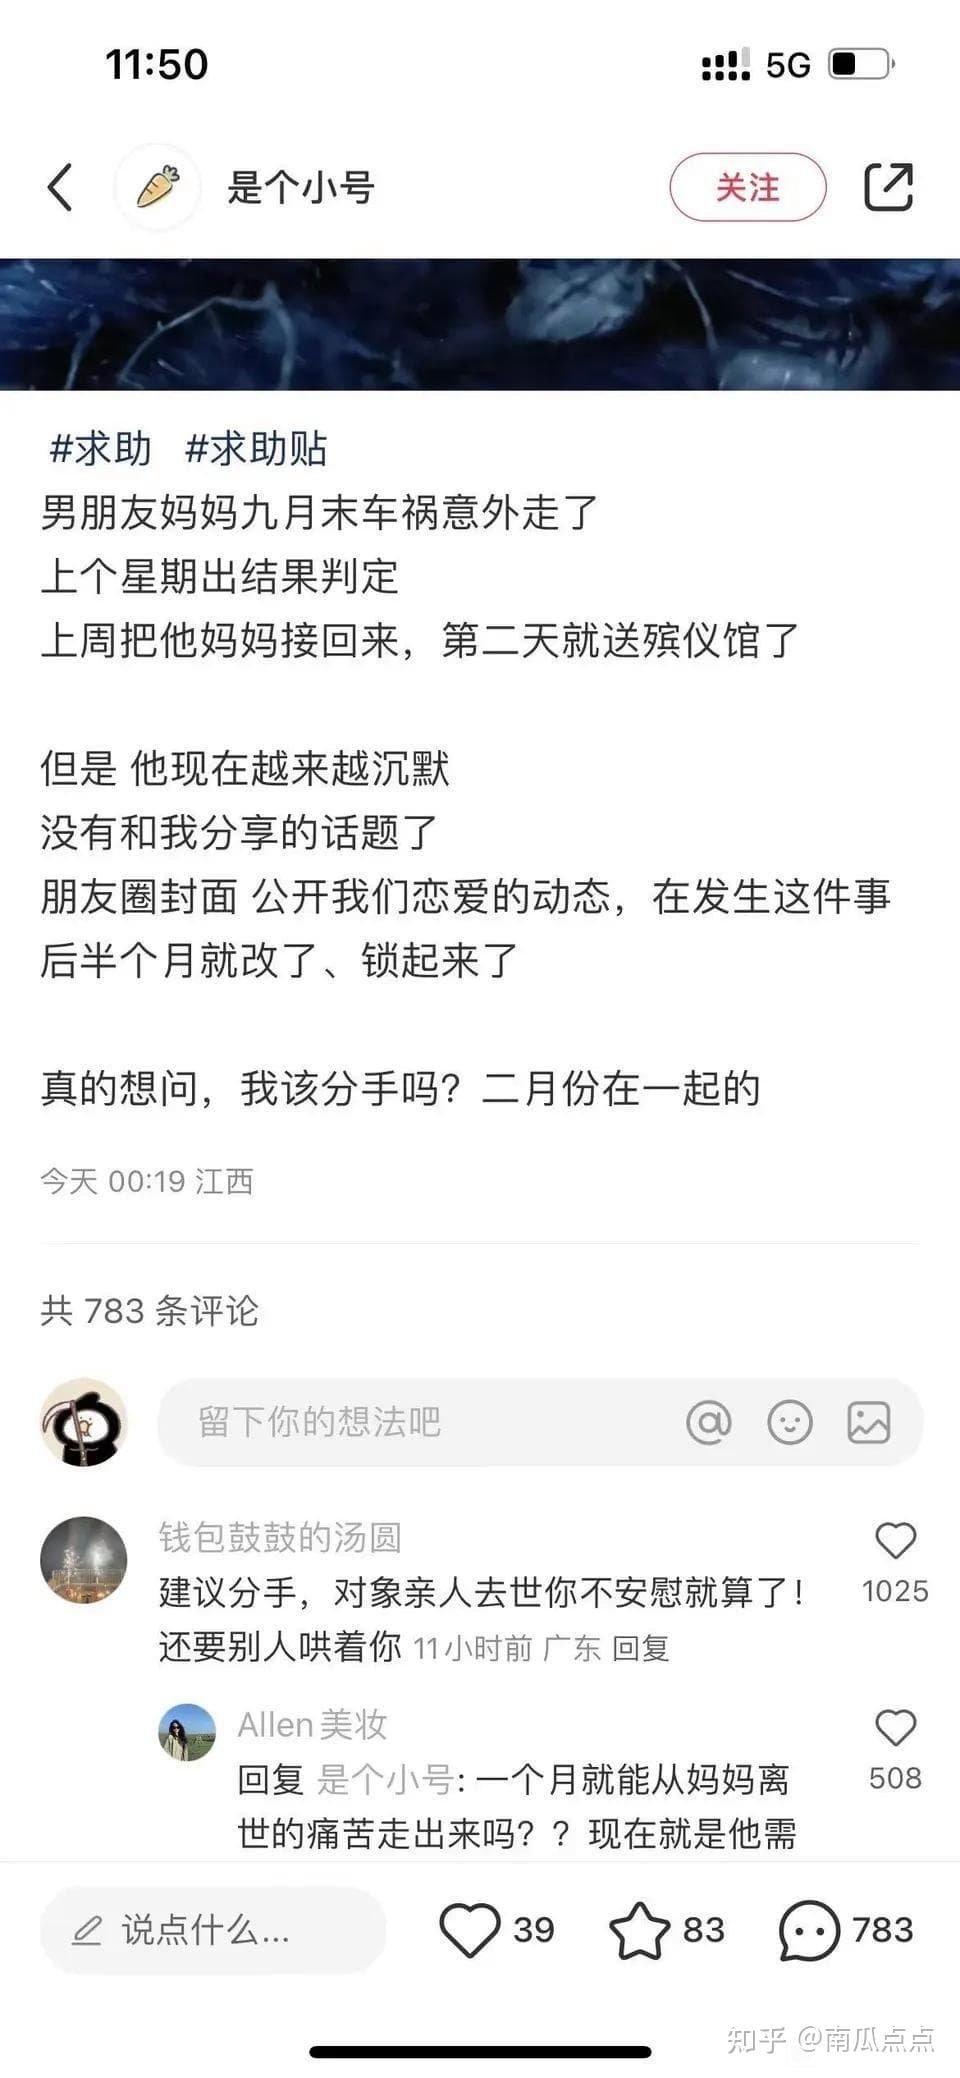 11:50
5G
是个小号
关注
#求助 #求助贴
男朋友妈妈九月末车祸意外走了
上个星期出结果判定
上周把他妈妈接回来，第二天就送殡仪馆了
但是 他现在越来越沉默
没有和我分享的话题了
朋友圈封面 公开我们恋爱的动态，在发生这件事
后半个月就改了、锁起来了
真的想问，我该分手吗？二月份在一起的
今天 00:19 江西
共 783 条评论
留下你的想法吧
钱包鼓鼓的汤圆
建议分手，对象亲人去世你不安慰就算了！
还要别人哄着你 11小时前 广东 回复
1025
Allen美妆
回复 是个小号: 一个月就能从妈妈离
世的痛苦走出来吗？？现在就是他需
508
说点什么...
39
83
783
知乎 @南瓜点点